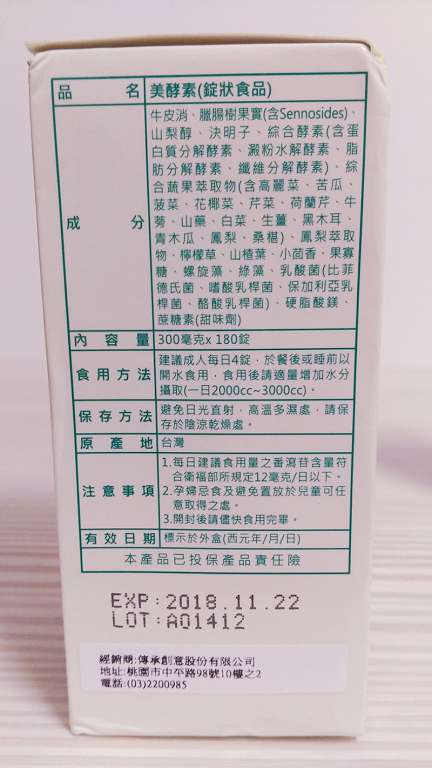 品名 美酵素(錠狀食品)
成分 牛皮消、臘腸樹果實(含Sennosides)、
山梨醇、決明子、綜合酵素(含蛋
白質分解酵素、澱粉水解酵素、脂
肪分解酵素、纖維分解酵素)、綜
合蔬果萃取物(含高麗菜、苦瓜、
菠菜、花椰菜、芹菜、荷蘭芹、牛
蒡、山藥、白菜、生薑、黑木耳、
青木瓜、鳳梨、桑椹)、鳳梨萃取
物、檸檬草、山楂葉、小茴香、果寡
糖、螺旋藻、綠藻、乳酸菌(比菲
德氏菌、嗜酸乳桿菌、保加利亞乳
桿菌、酪酸乳桿菌)、硬脂酸鎂、
蔗糖素(甜味劑)
內容量 300毫克x 180錠
食用方法 建議成人每日4錠，於餐後或睡前以
開水食用，食用後請適量增加水分
攝取(一日2000cc~3000cc)。
保存方法 避免日光直射，高溫多濕處，請保
存於陰涼乾燥處。
原產地 台灣
注意事項 1.每日建議食用量之番瀉苷含量符
合衛福部所規定12毫克/日以下。
2.孕婦忌食及避免置放於兒童可任
意取得之處。
3.開封後請儘快食用完畢。
有效日期 標示於外盒(西元年/月/日)
本產品已投保產品責任險
EXP:2018.11.22
LOT:A01412
經銷商:傳承創意股份有限公司
地址:桃園市中平路98號10樓之2
電話:(03)2200985